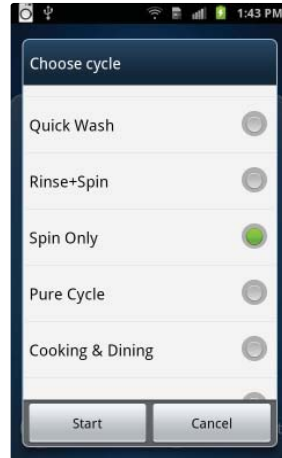 1:43 PM
Choose cycle
Quick Wash
Rinse+Spin
Spin Only
Pure Cycle
Cooking & Dining
Start
Cancel